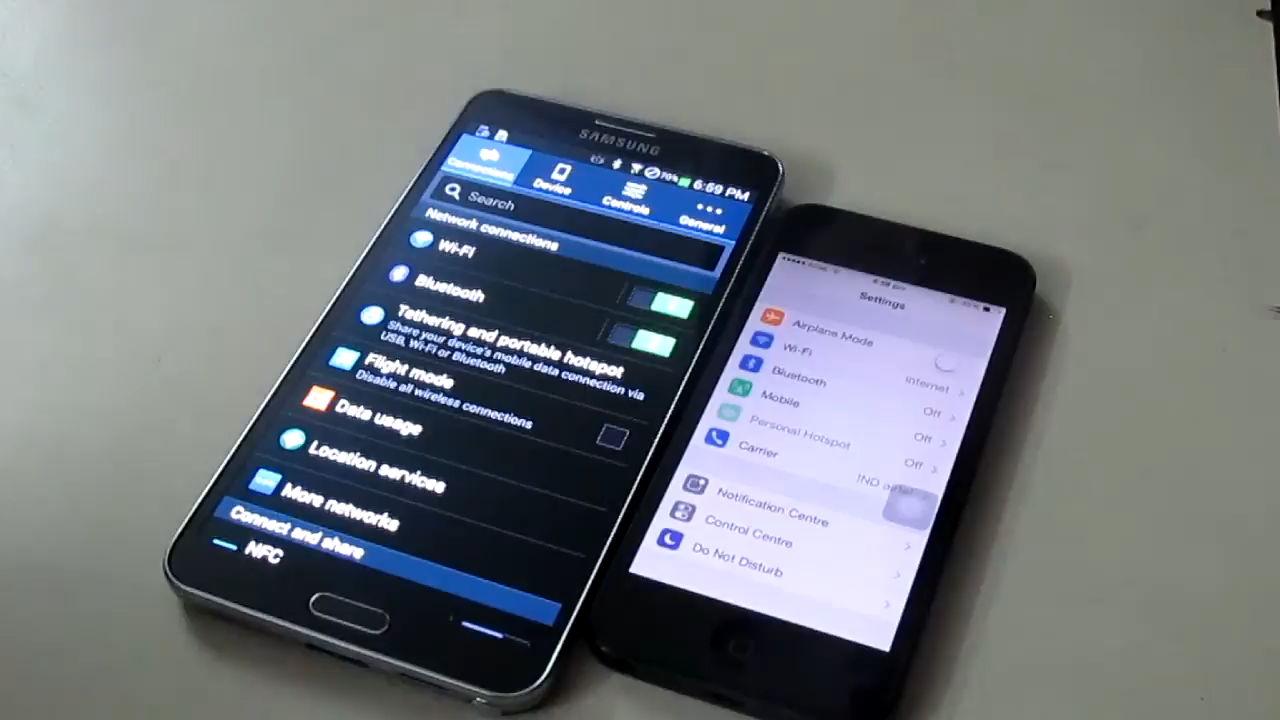 SAMSUNG
70% 6:59 PM
Connections
Device
Controls
General
Search
Network connections
Wi-Fi
Bluetooth
Tethering and portable hotspot
Share your device's mobile data connection via
USB, Wi-Fi or Bluetooth
Flight mode
Disable all wireless connections
Data usage
Location services
More networks
Connect and share
NFC
Settings
Airplane Mode
Wi-Fi
Internet
Bluetooth
Off
Mobile
Off
Personal Hotspot
Off
Carrier
IND
Notification Centre
Control Centre
Do Not Disturb